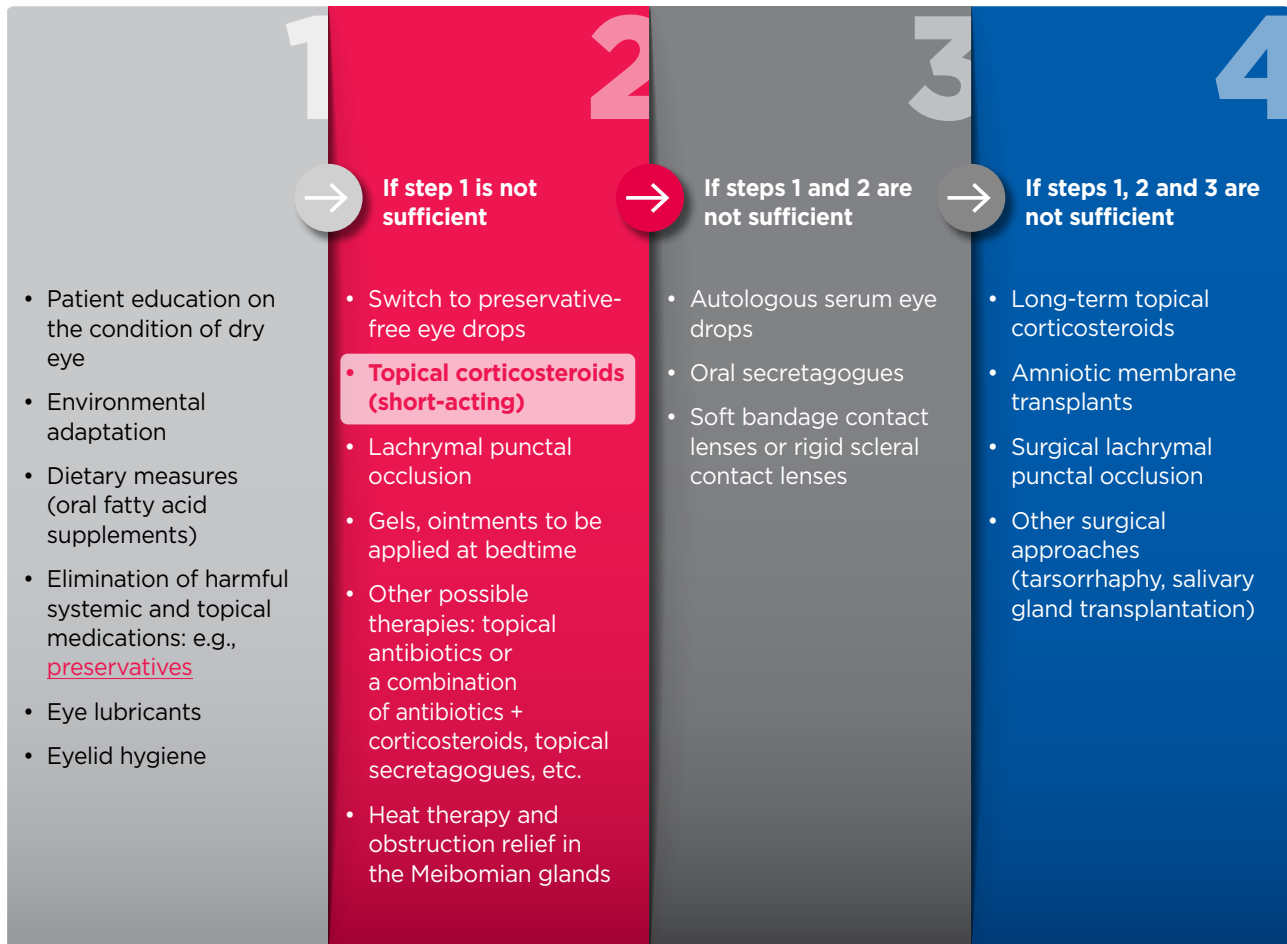 1
• Patient education on
the condition of dry
eye
• Environmental
adaptation
• Dietary measures
(oral fatty acid
supplements)
• Elimination of harmful
systemic and topical
medications: e.g.,
preservatives
• Eye lubricants
• Eyelid hygiene
2
If step 1 is not
sufficient
• Switch to preservative-
free eye drops
• Topical corticosteroids
(short-acting)
• Lachrymal punctal
occlusion
• Gels, ointments to be
applied at bedtime
• Other possible
therapies: topical
antibiotics or
a combination
of antibiotics +
corticosteroids, topical
secretagogues, etc.
• Heat therapy and
obstruction relief in
the Meibomian glands
3
If steps 1 and 2 are
not sufficient
• Autologous serum eye
drops
• Oral secretagogues
• Soft bandage contact
lenses or rigid scleral
contact lenses
4
If steps 1, 2 and 3 are
not sufficient
• Long-term topical
corticosteroids
• Amniotic membrane
transplants
• Surgical lachrymal
punctal occlusion
• Other surgical
approaches
(tarsorrhaphy, salivary
gland transplantation)